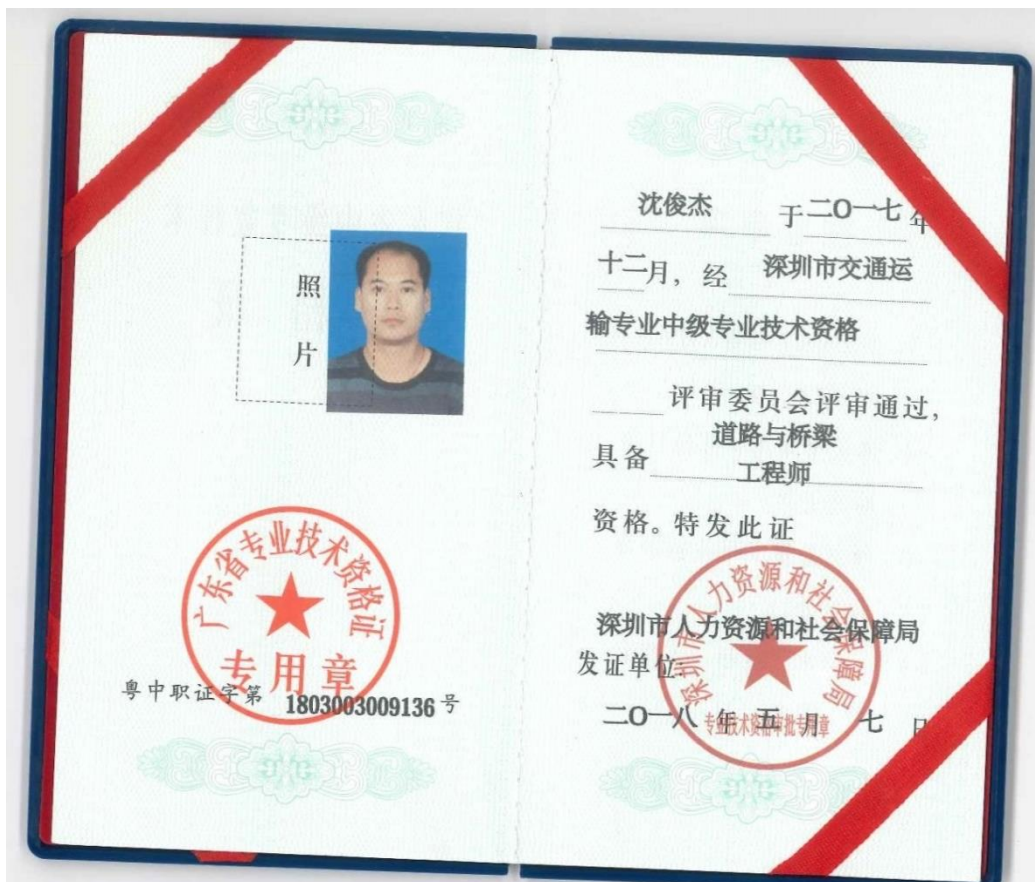 照
片
广东省专业技术资格证
专用章
粤中职证字第 1803003009136 号
沈俊杰 于二〇一七年
十二月，经 深圳市交通运
输专业中级专业技术资格
评审委员会评审通过，
道路与桥梁
具备 工程师
资格。特发此证
深圳市人力资源和社会保障局
深圳市人力资源和社会保障局
发证单位:
二〇一八 年 五 月 七 日
专业技术资格审批专用章